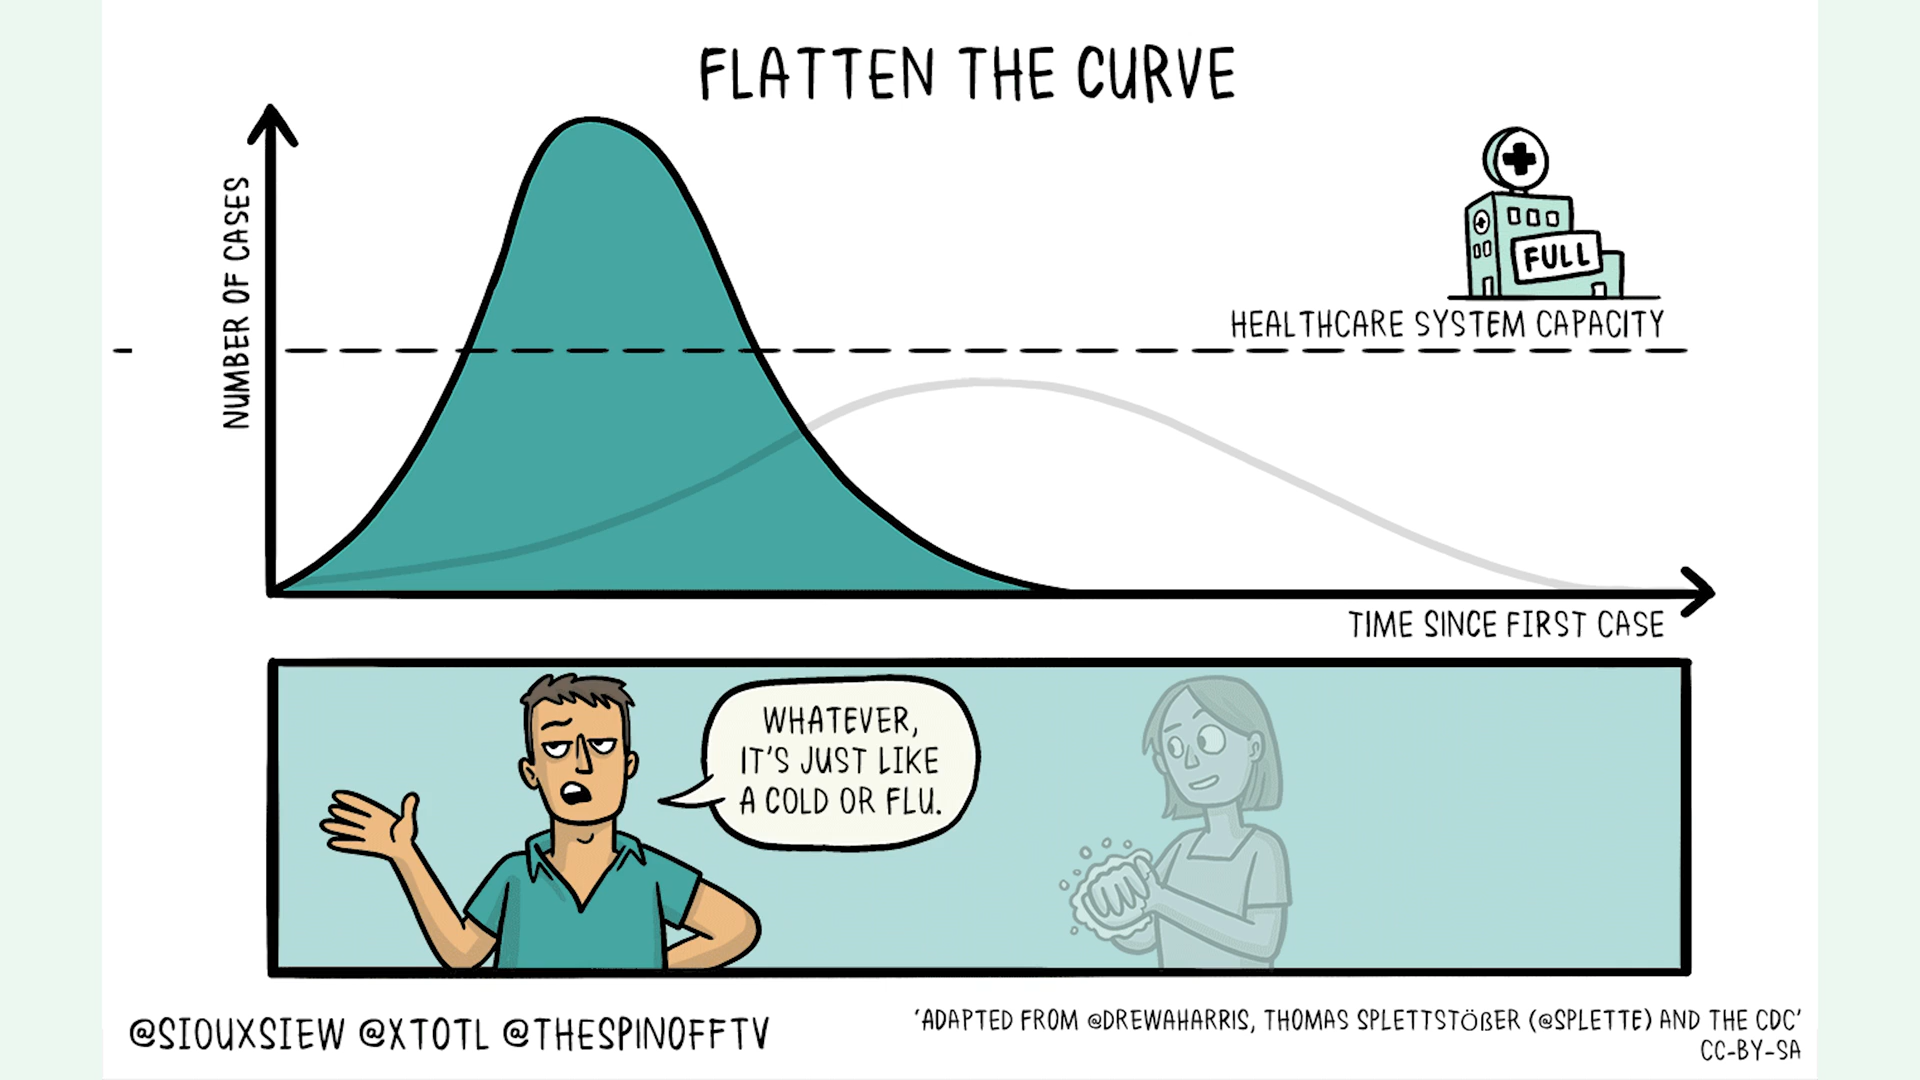 FLATTEN THE CURVE
NUMBER OF CASES
FULL
HEALTHCARE SYSTEM CAPACITY
TIME SINCE FIRST CASE
WHATEVER,
IT'S JUST LIKE
A COLD OR FLU.
@SIOUXSIEW @XTOTL @THESPINOFFTV
'ADAPTED FROM @DREWAHARRIS, THOMAS SPLETTSTÖßER (@SPLETTE) AND THE CDC'
CC-BY-SA